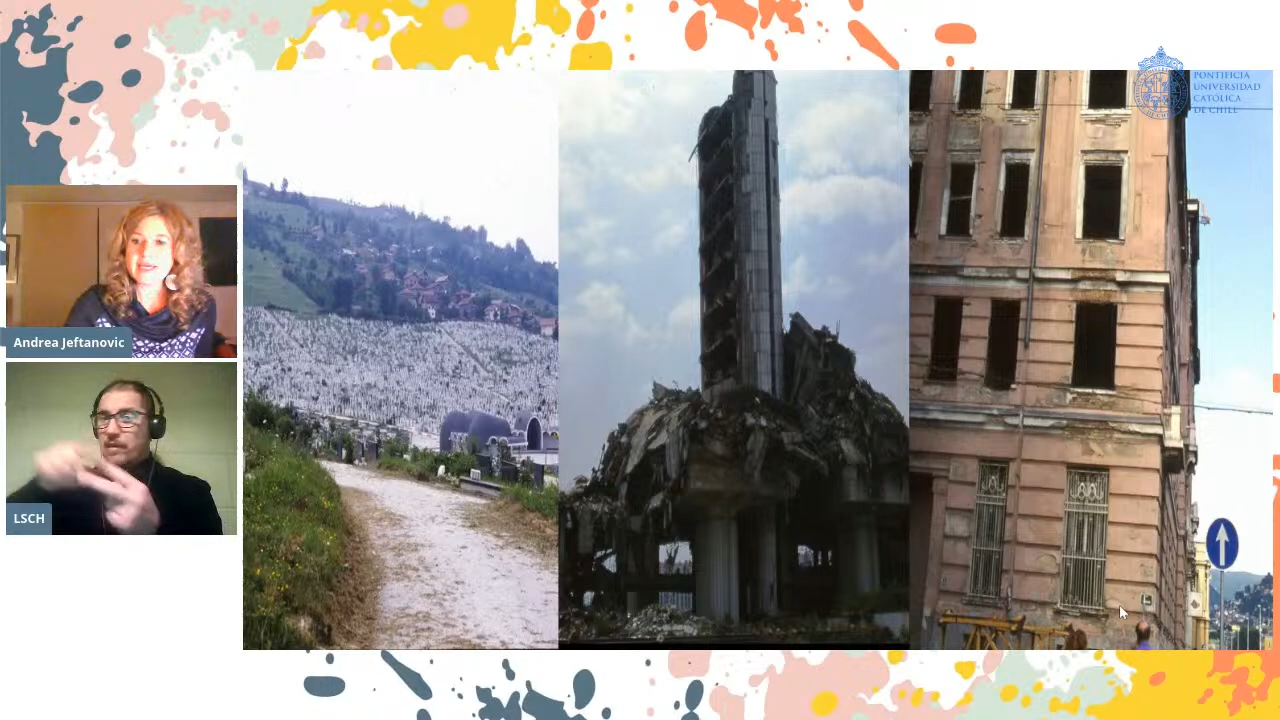 PONTIFICIA
UNIVERSIDAD
CATÓLICA
DE CHILE
Andrea Jeftanovic
LSCH